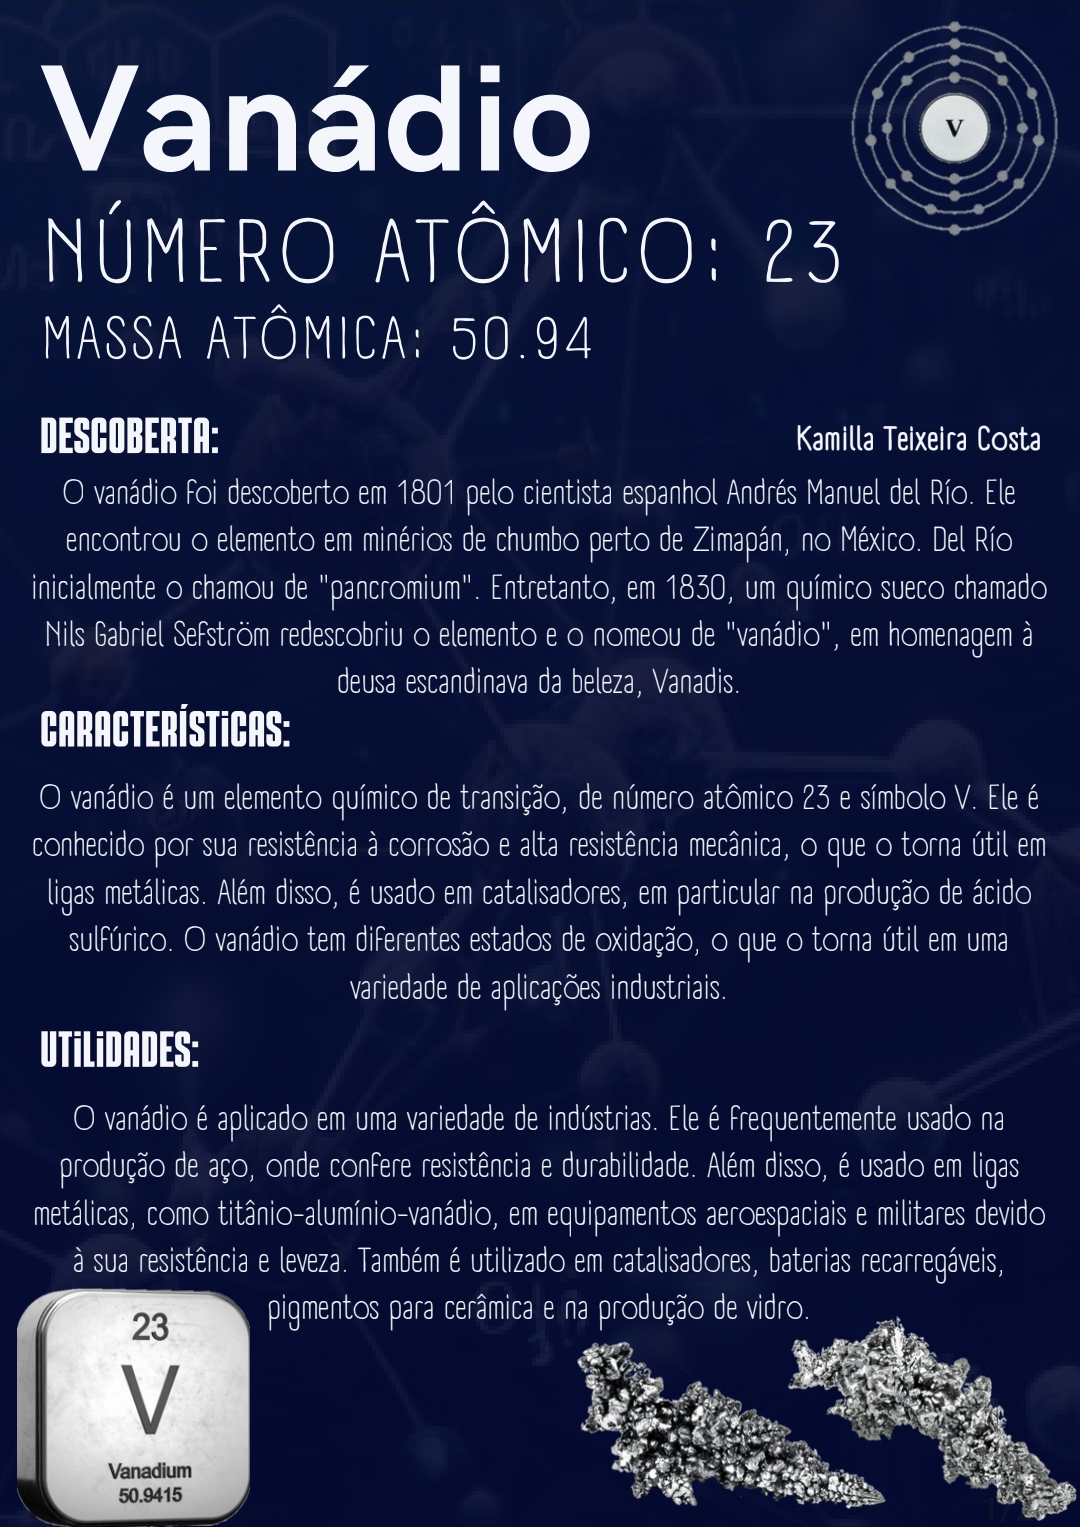 Vanádio
V
NÚMERO ATÔMICO: 23
MASSA ATÔMICA: 50.94
DESCOBERTA:
Kamilla Teixeira Costa
O vanádio foi descoberto em 1801 pelo cientista espanhol Andrés Manuel del Río. Ele
encontrou o elemento em minérios de chumbo perto de Zimapán, no México. Del Río
inicialmente o chamou de "pancromium". Entretanto, em 1830, um químico sueco chamado
Nils Gabriel Sefström redescobriu o elemento e o nomeou de "vanádio", em homenagem à
deusa escandinava da beleza, Vanadis.
CARACTERÍSTICAS:
O vanádio é um elemento químico de transição, de número atômico 23 e símbolo V. Ele é
conhecido por sua resistência à corrosão e alta resistência mecânica, o que o torna útil em
ligas metálicas. Além disso, é usado em catalisadores, em particular na produção de ácido
sulfúrico. O vanádio tem diferentes estados de oxidação, o que o torna útil em uma
variedade de aplicações industriais.
UTILIDADES:
O vanádio é aplicado em uma variedade de indústrias. Ele é frequentemente usado na
produção de aço, onde confere resistência e durabilidade. Além disso, é usado em ligas
metálicas, como titânio-alumínio-vanádio, em equipamentos aeroespaciais e militares devido
à sua resistência e leveza. Também é utilizado em catalisadores, baterias recarregáveis,
pigmentos para cerâmica e na produção de vidro.
23
V
Vanadium
50.9415